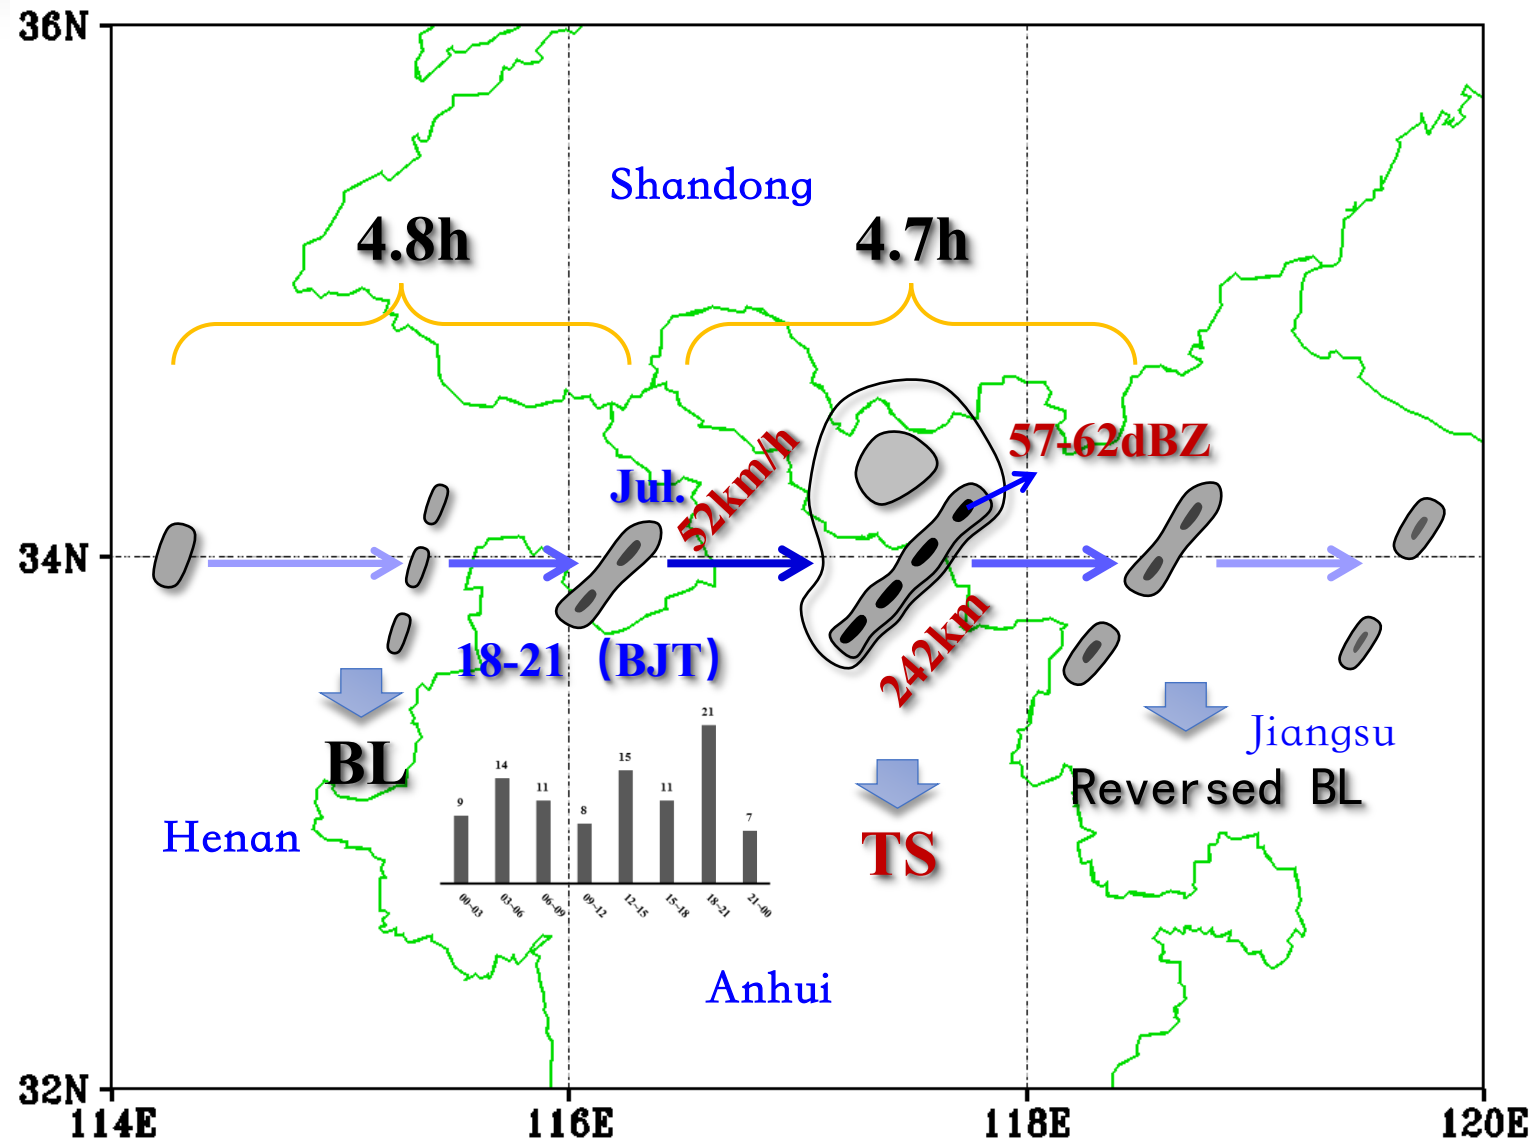 36N
Shandong
4.8h
4.7h
57-62dBZ
Jul.
52km/h
34N
242km
18-21 (BJT)
BL
Jiangsu
Reversed BL
TS
Henan
9
14
11
8
15
11
21
7
00~03
03~06
06~09
09~12
12~15
15~18
18~21
21~00
Anhui
32N
114E
116E
118E
120E